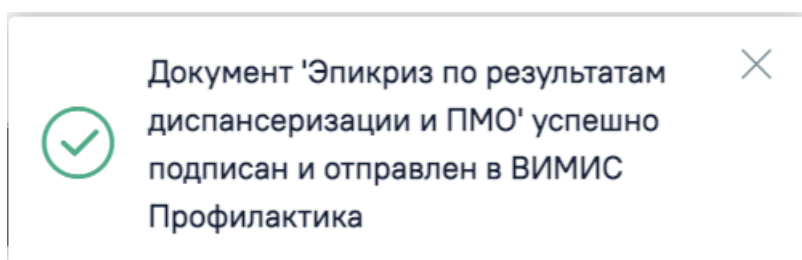 Документ 'Эпикриз по результатам
диспансеризации и ПМО' успешно
подписан и отправлен в ВИМИС
Профилактика